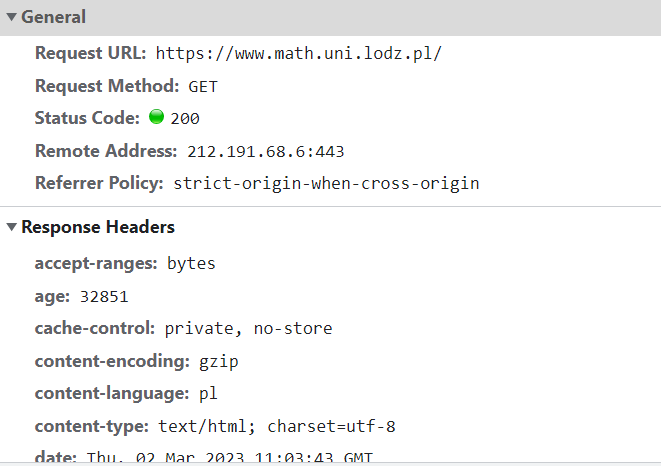 General
Request URL: https://www.math.uni.lodz.pl/
Request Method: GET
Status Code: 200
Remote Address: 212.191.68.6:443
Referrer Policy: strict-origin-when-cross-origin
Response Headers
accept-ranges: bytes
age: 32851
cache-control: private, no-store
content-encoding: gzip
content-language: pl
content-type: text/html; charset=utf-8
date: Thu, 02 Mar 2023 11:03:43 GMT